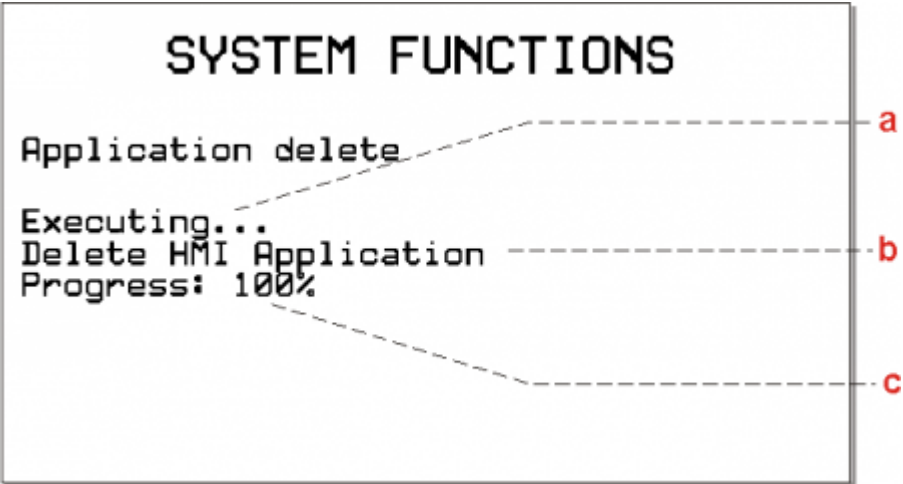 SYSTEM FUNCTIONS
a
Application delete
Executing...
Delete HMI Application
b
Progress: 100%
c